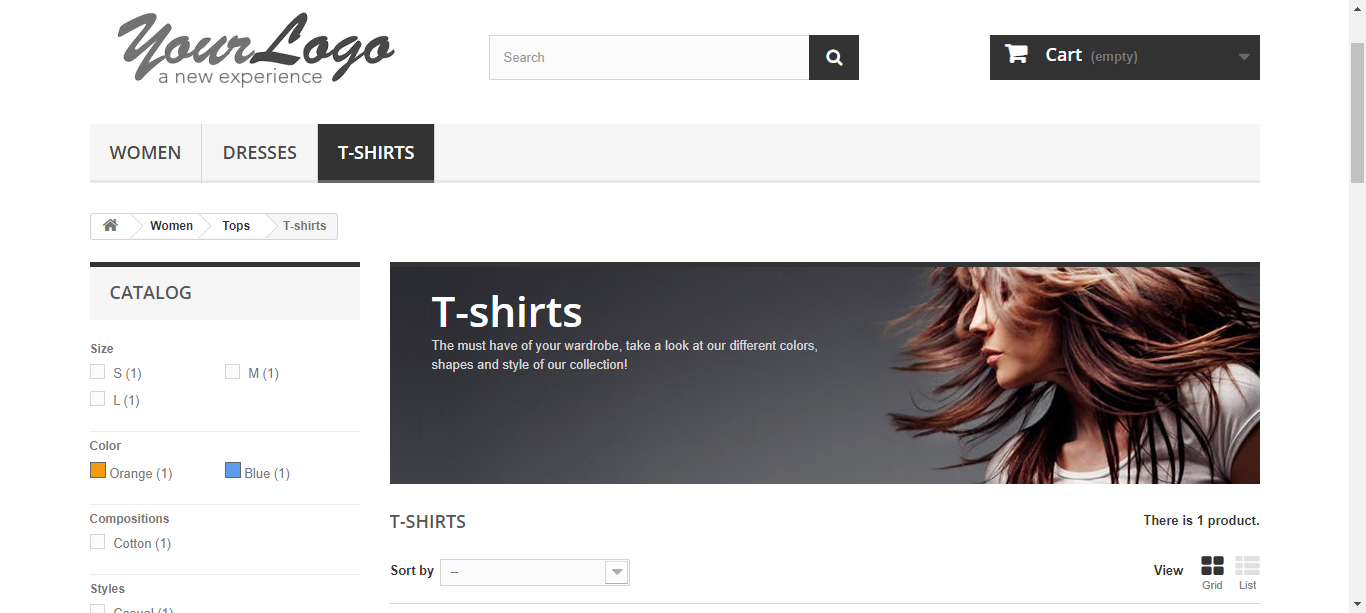 YourLogo
a new experience
Search
Cart (empty)
WOMEN DRESSES T-SHIRTS
Women Tops T-shirts
CATALOG
Size
S (1) M (1)
L (1)
Color
Orange (1) Blue (1)
Compositions
Cotton (1)
Styles
Casual (1)
T-shirts
The must have of your wardrobe, take a look at our different colors,
shapes and style of our collection!
T-SHIRTS There is 1 product.
Sort by -- View Grid List